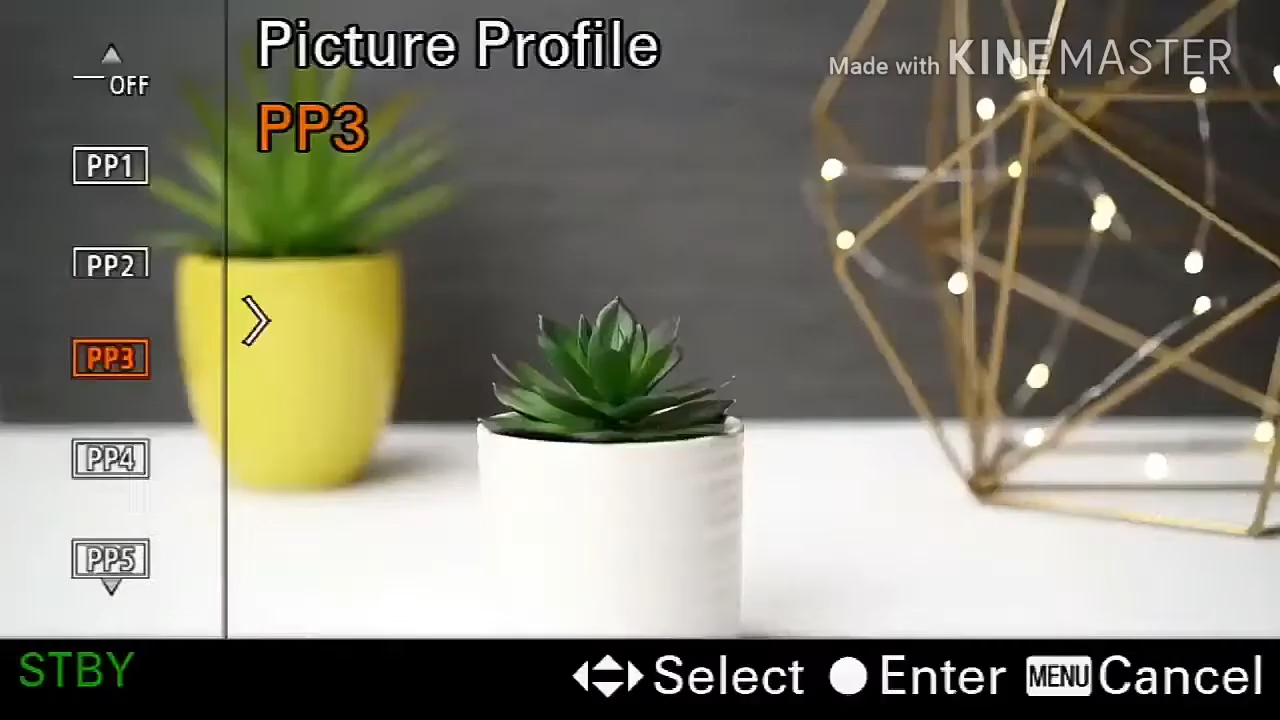 Picture Profile
Made with KINEMASTER
OFF
PP3
PP1
PP2
PP3
PP4
PP5
STBY
Select Enter MENU Cancel